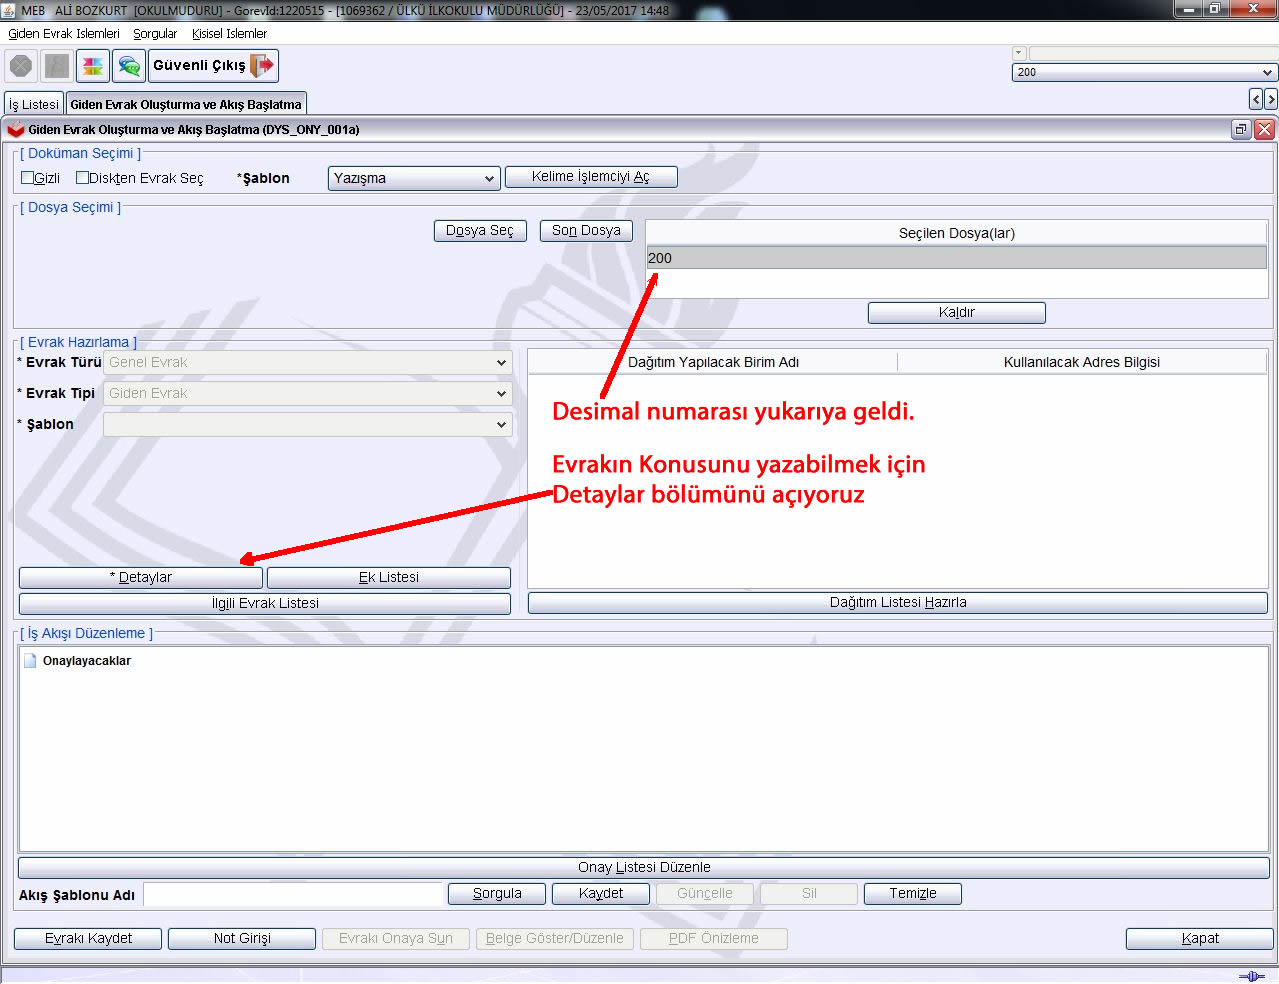 MEB ALİ BOZKURT [OKULMUDURU] - GorevId:1220515 - [1069362 / ÜLKÜ İLKOKULU MÜDÜRLÜĞÜ] - 23/05/2017 14:48
Giden Evrak Islemleri Sorgular Kisisel Islemler
Güvenli Çıkış
200
İş Listesi Giden Evrak Oluşturma ve Akış Başlatma
Giden Evrak Oluşturma ve Akış Başlatma (DYS_ONY_001a)
[ Doküman Seçimi ]
Gizli Diskten Evrak Seç *Şablon Yazışma Kelime İşlemciyi Aç
[ Dosya Seçimi ]
Dosya Seç Son Dosya Seçilen Dosya(lar)
200
Kaldır
[ Evrak Hazırlama ]
* Evrak Türü Genel Evrak Dağıtım Yapılacak Birim Adı Kullanılacak Adres Bilgisi
* Evrak Tipi Giden Evrak
* Şablon
Desimal numarası yukarıya geldi.
Evrakın Konusunu yazabilmek için
Detaylar bölümünü açıyoruz
* Detaylar Ek Listesi
İlgili Evrak Listesi Dağıtım Listesi Hazırla
[ İş Akışı Düzenleme ]
Onaylayacaklar
Onay Listesi Düzenle
Akış Şablonu Adı Sorgula Kaydet Günçelle Sil Temizle
Evrakı Kaydet Not Girişi Evrakı Onaya Sun Belge Göster/Düzenle PDF Önizleme Kapat